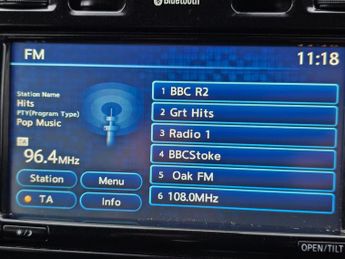 Bluetooth
FM
11:18
Station Name
Hits
PTY(Program Type)
Pop Music
TA
96.4MHz
Station
Menu
TA
Info
1 BBC R2
2 Grt Hits
3 Radio 1
4 BBCStoke
5 Oak FM
6 108.0MHz
OPEN/TILT